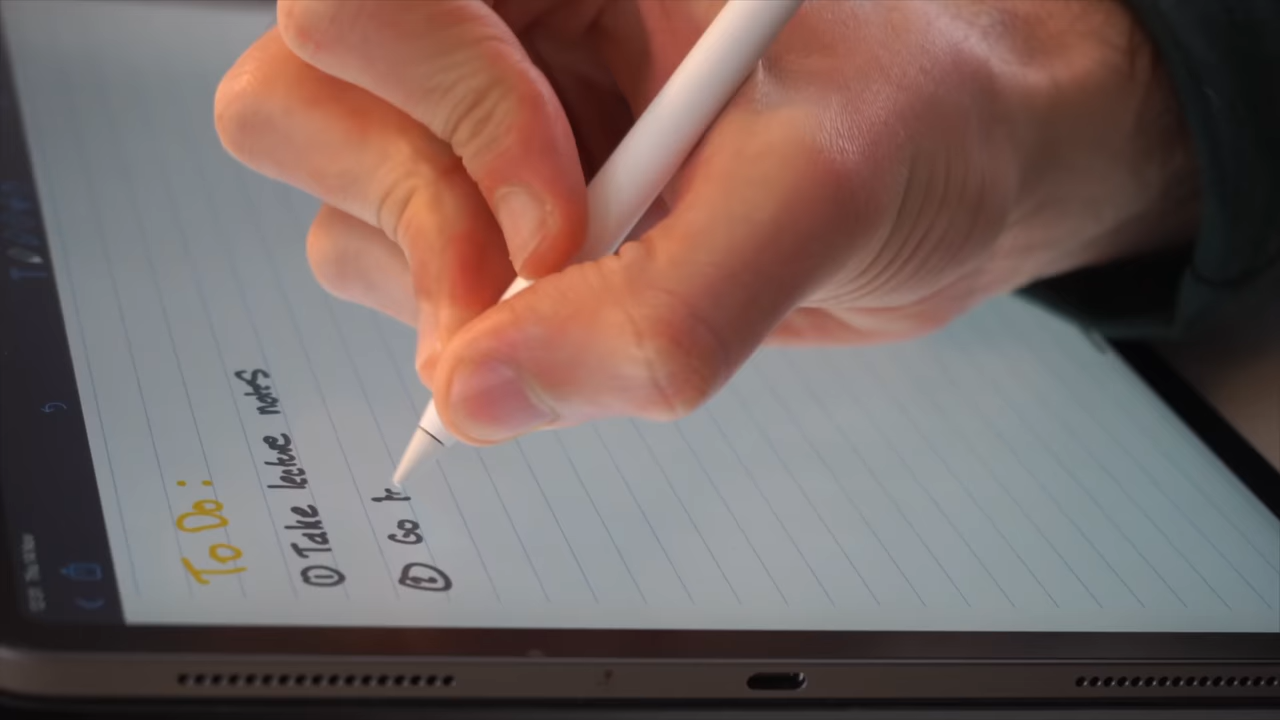 To Do:
① Take lecture notes
② Go